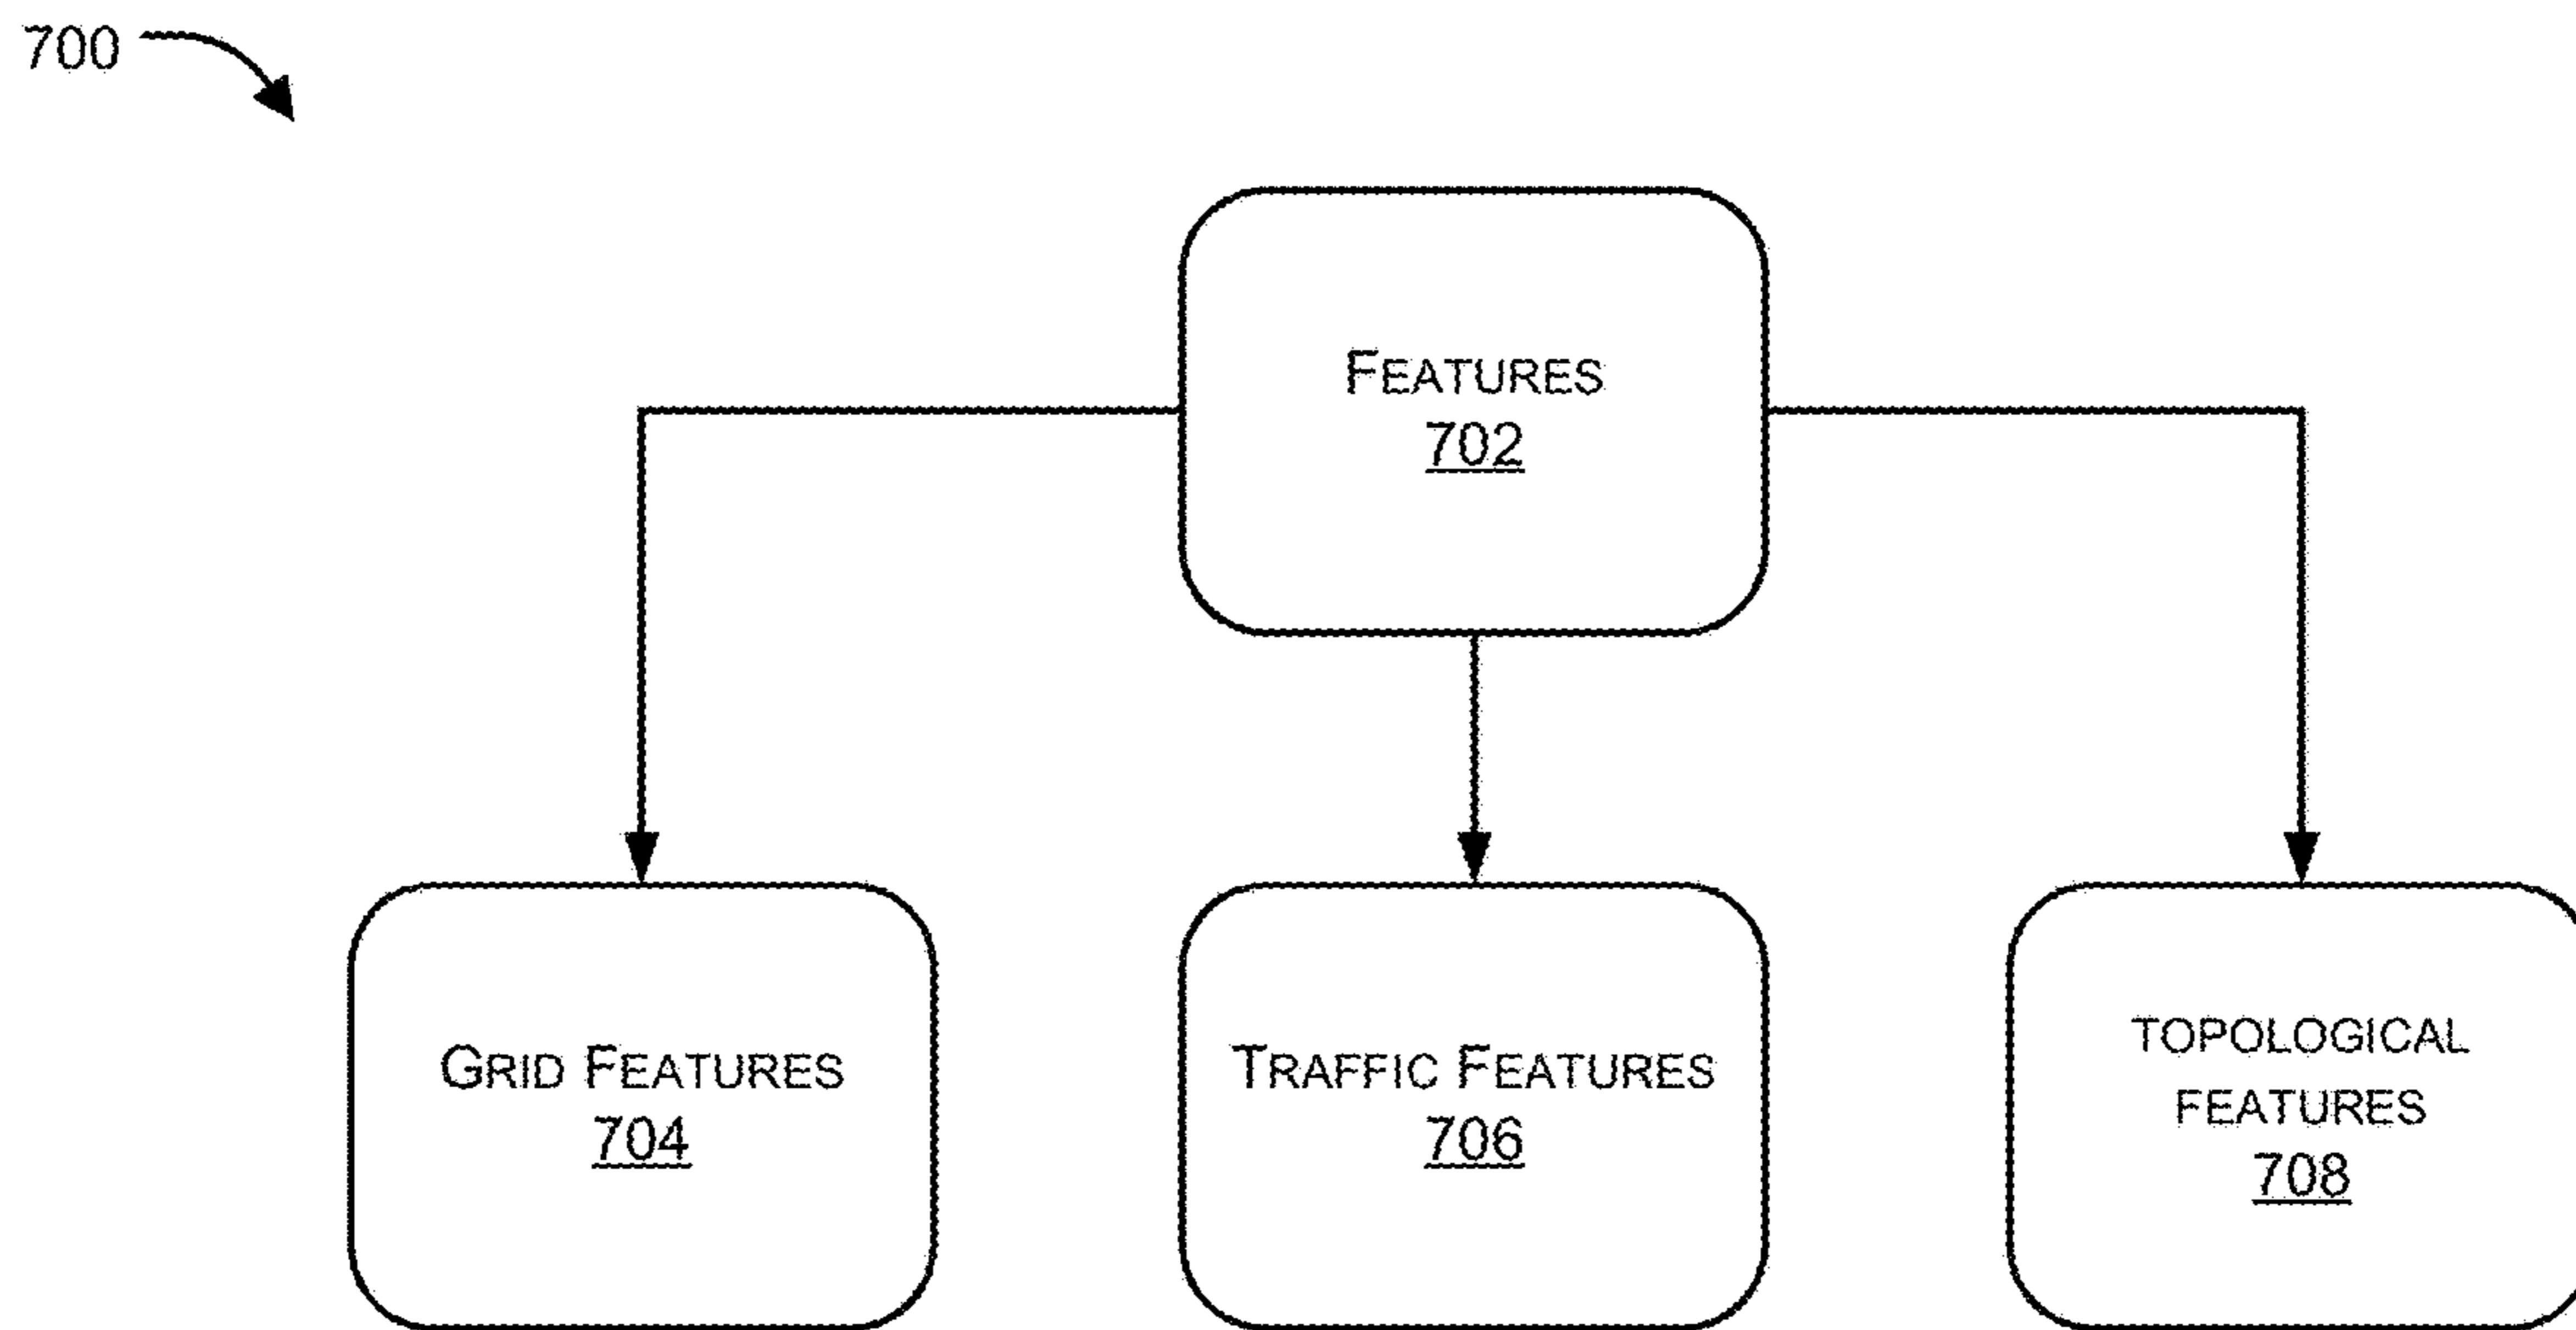 700
FEATURES
702
GRID FEATURES
704
TRAFFIC FEATURES
706
TOPOLOGICAL
FEATURES
708